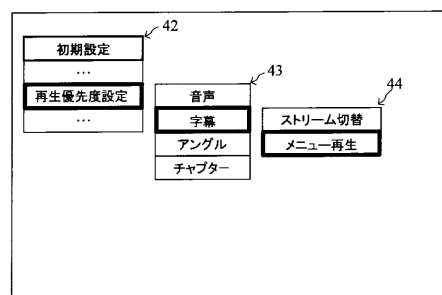 42
初期設定
…
再生優先度設定
…
43
音声
字幕
アングル
チャプター
44
ストリーム切替
メニュー再生